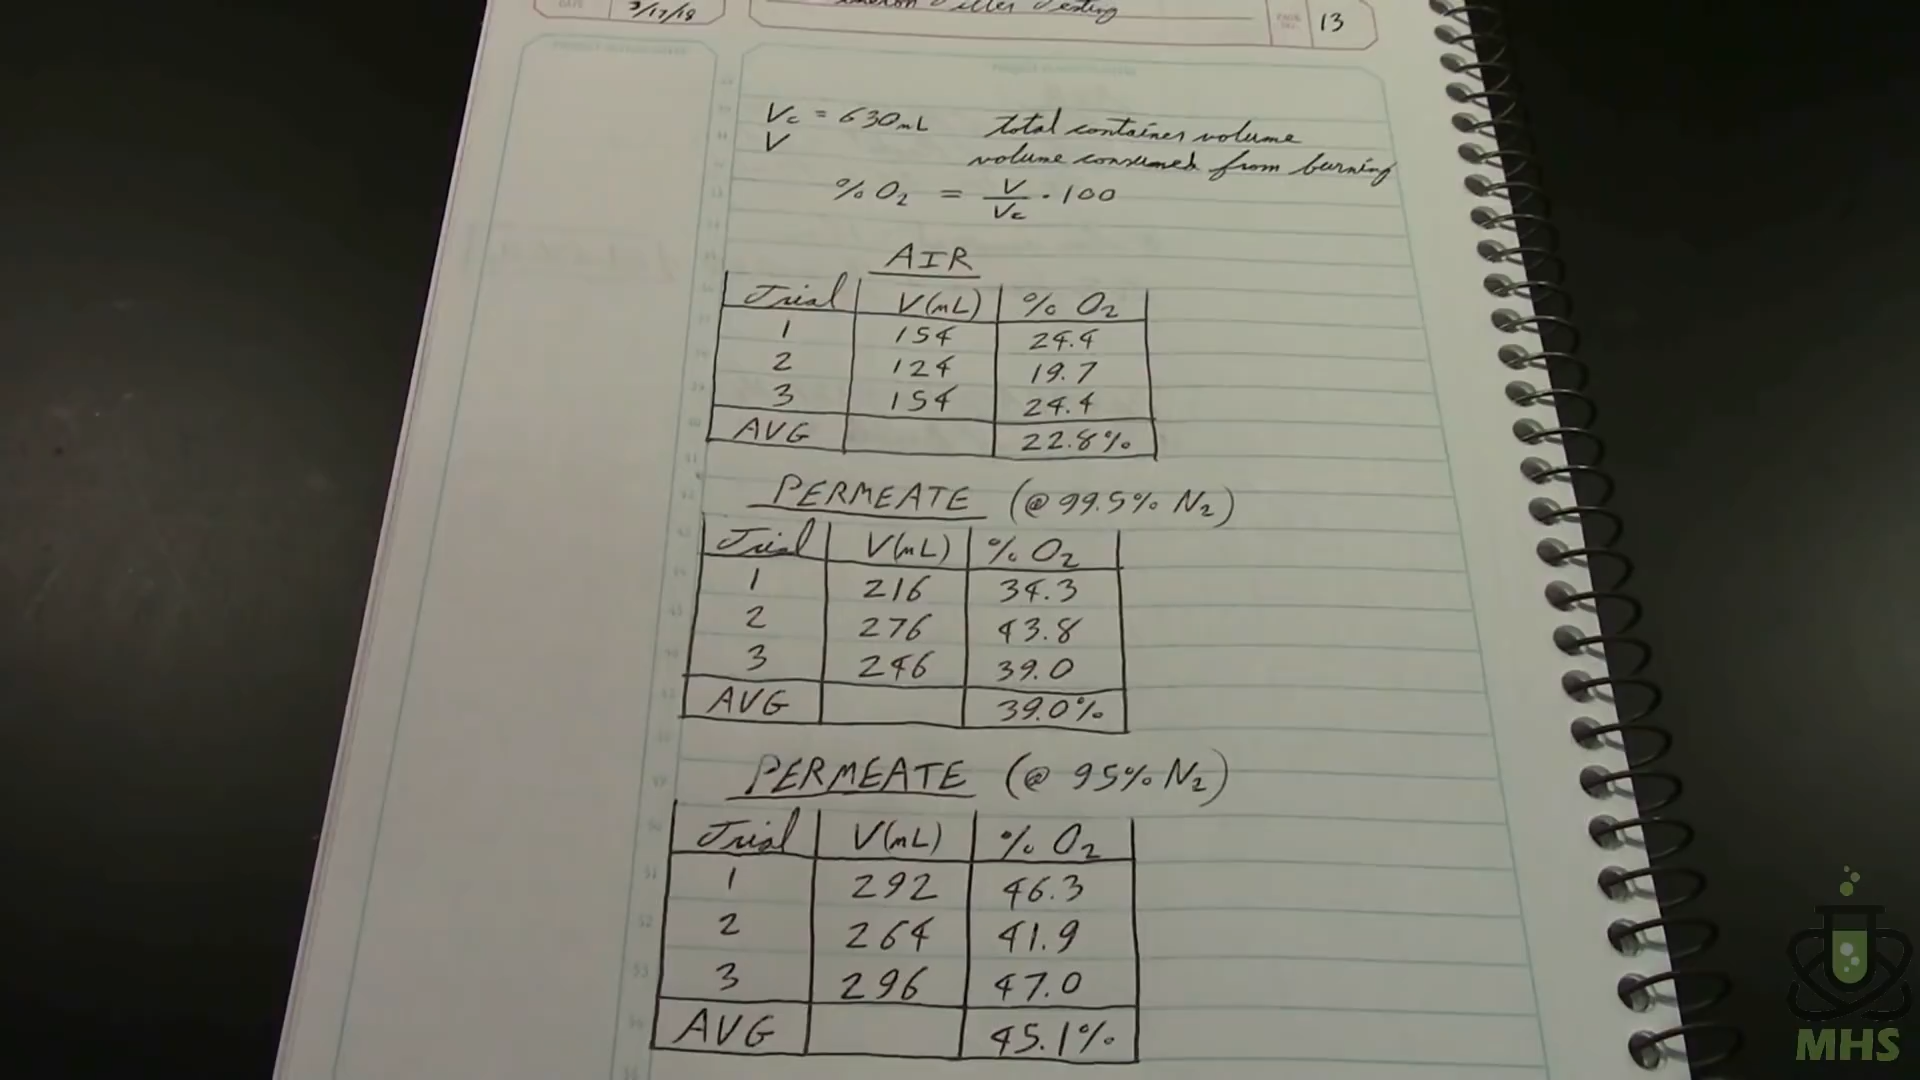 3/17/18 Filter Testing 13
Vc = 630mL total container volume
V volume consumed from burning
% O2 = V/Vc · 100
AIR
Trial V(mL) % O2
1 154 24.4
2 124 19.7
3 154 24.4
AVG 22.8%
PERMEATE (@ 99.5% N2)
Trial V(mL) % O2
1 216 34.3
2 276 43.8
3 246 39.0
AVG 39.0%
PERMEATE (@ 95% N2)
Trial V(mL) % O2
1 292 46.3
2 264 41.9
3 296 47.0
AVG 45.1%
MHS